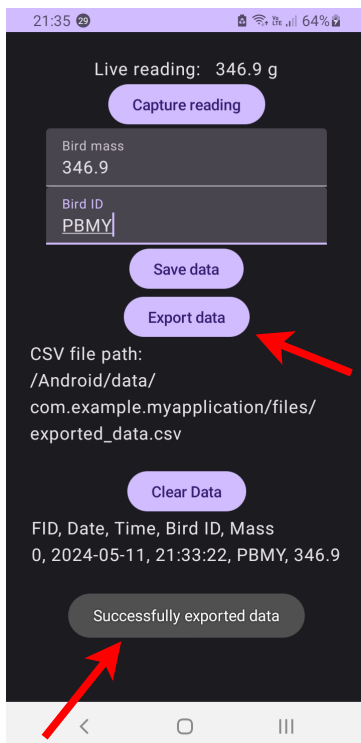 21:35 29 64%
Live reading: 346.9 g
Capture reading
Bird mass
346.9
Bird ID
PBMY
Save data
Export data
CSV file path:
/Android/data/
com.example.myapplication/files/
exported_data.csv
Clear Data
FID, Date, Time, Bird ID, Mass
0, 2024-05-11, 21:33:22, PBMY, 346.9
Successfully exported data